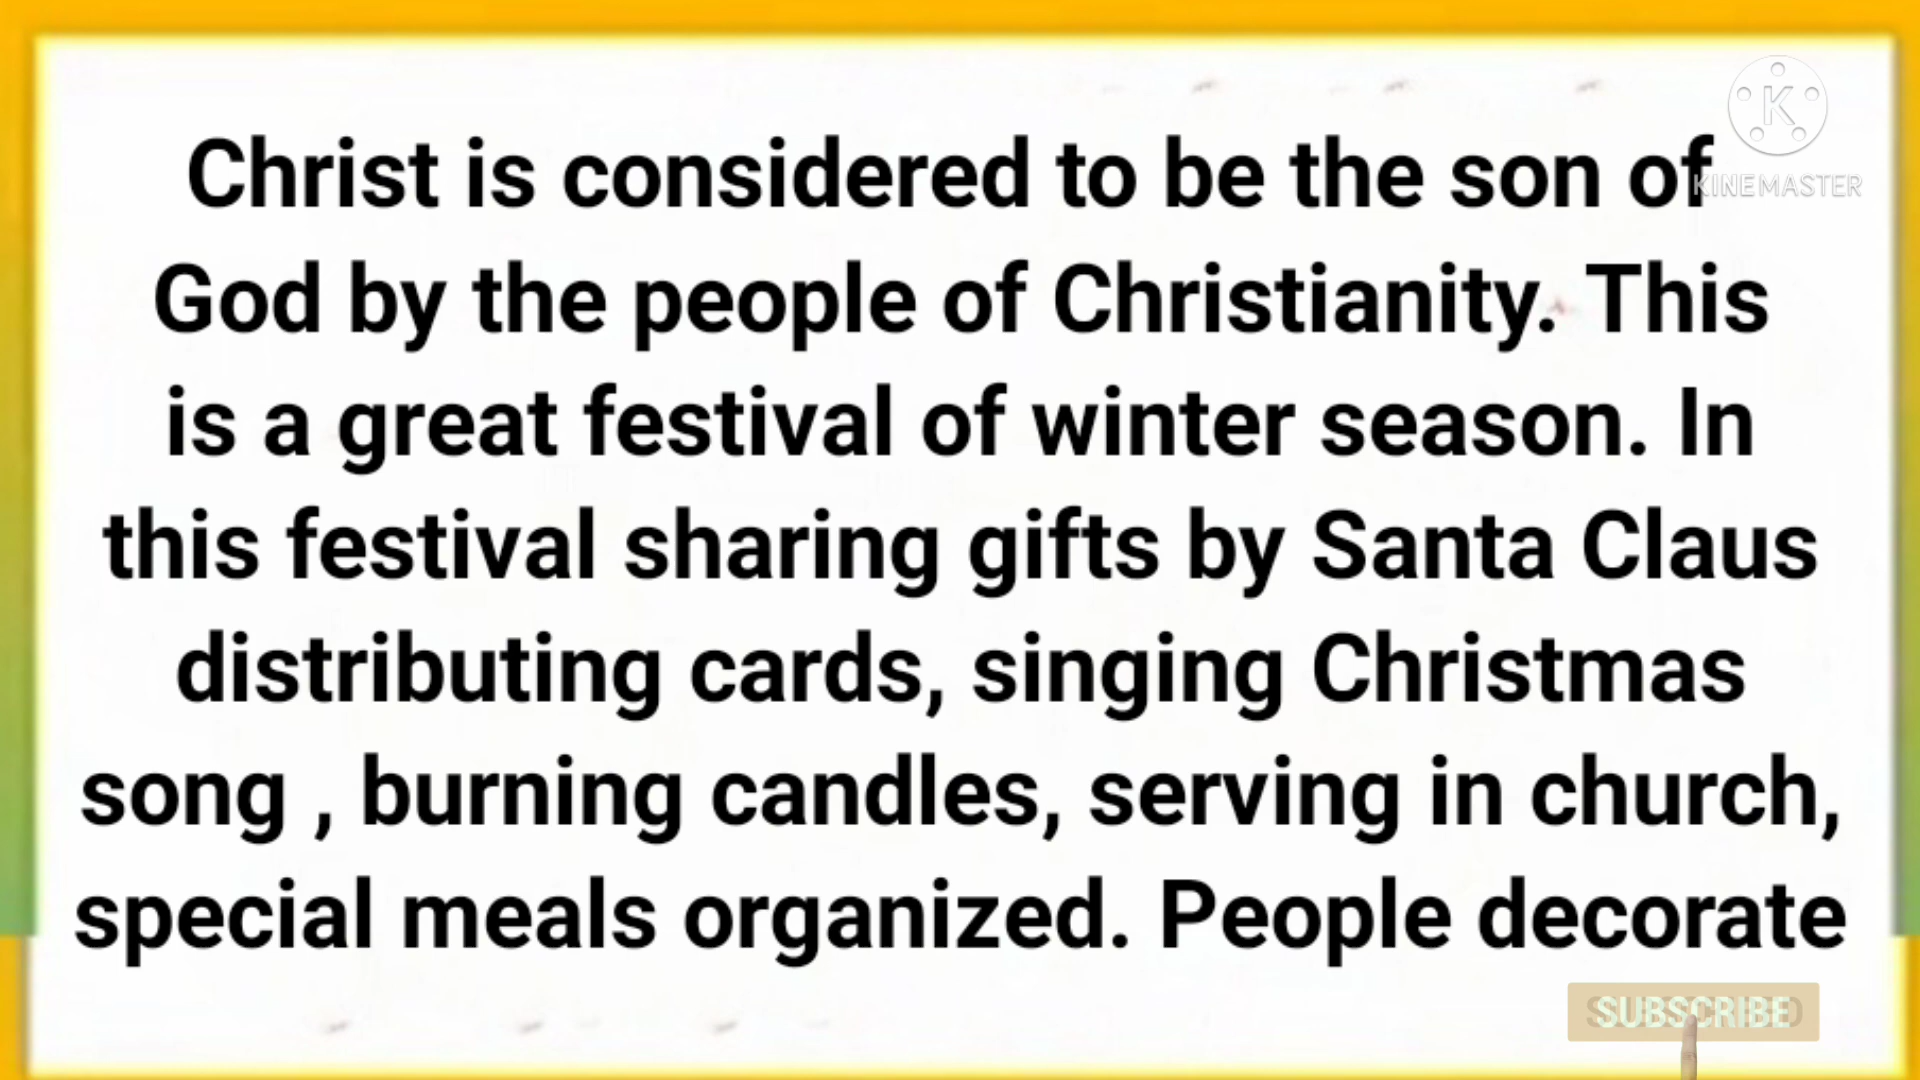 Christ is considered to be the son of
God by the people of Christianity. This
is a great festival of winter season. In
this festival sharing gifts by Santa Claus
distributing cards, singing Christmas
song , burning candles, serving in church,
special meals organized. People decorate
K
KINEMASTER
SUBSCRIBE